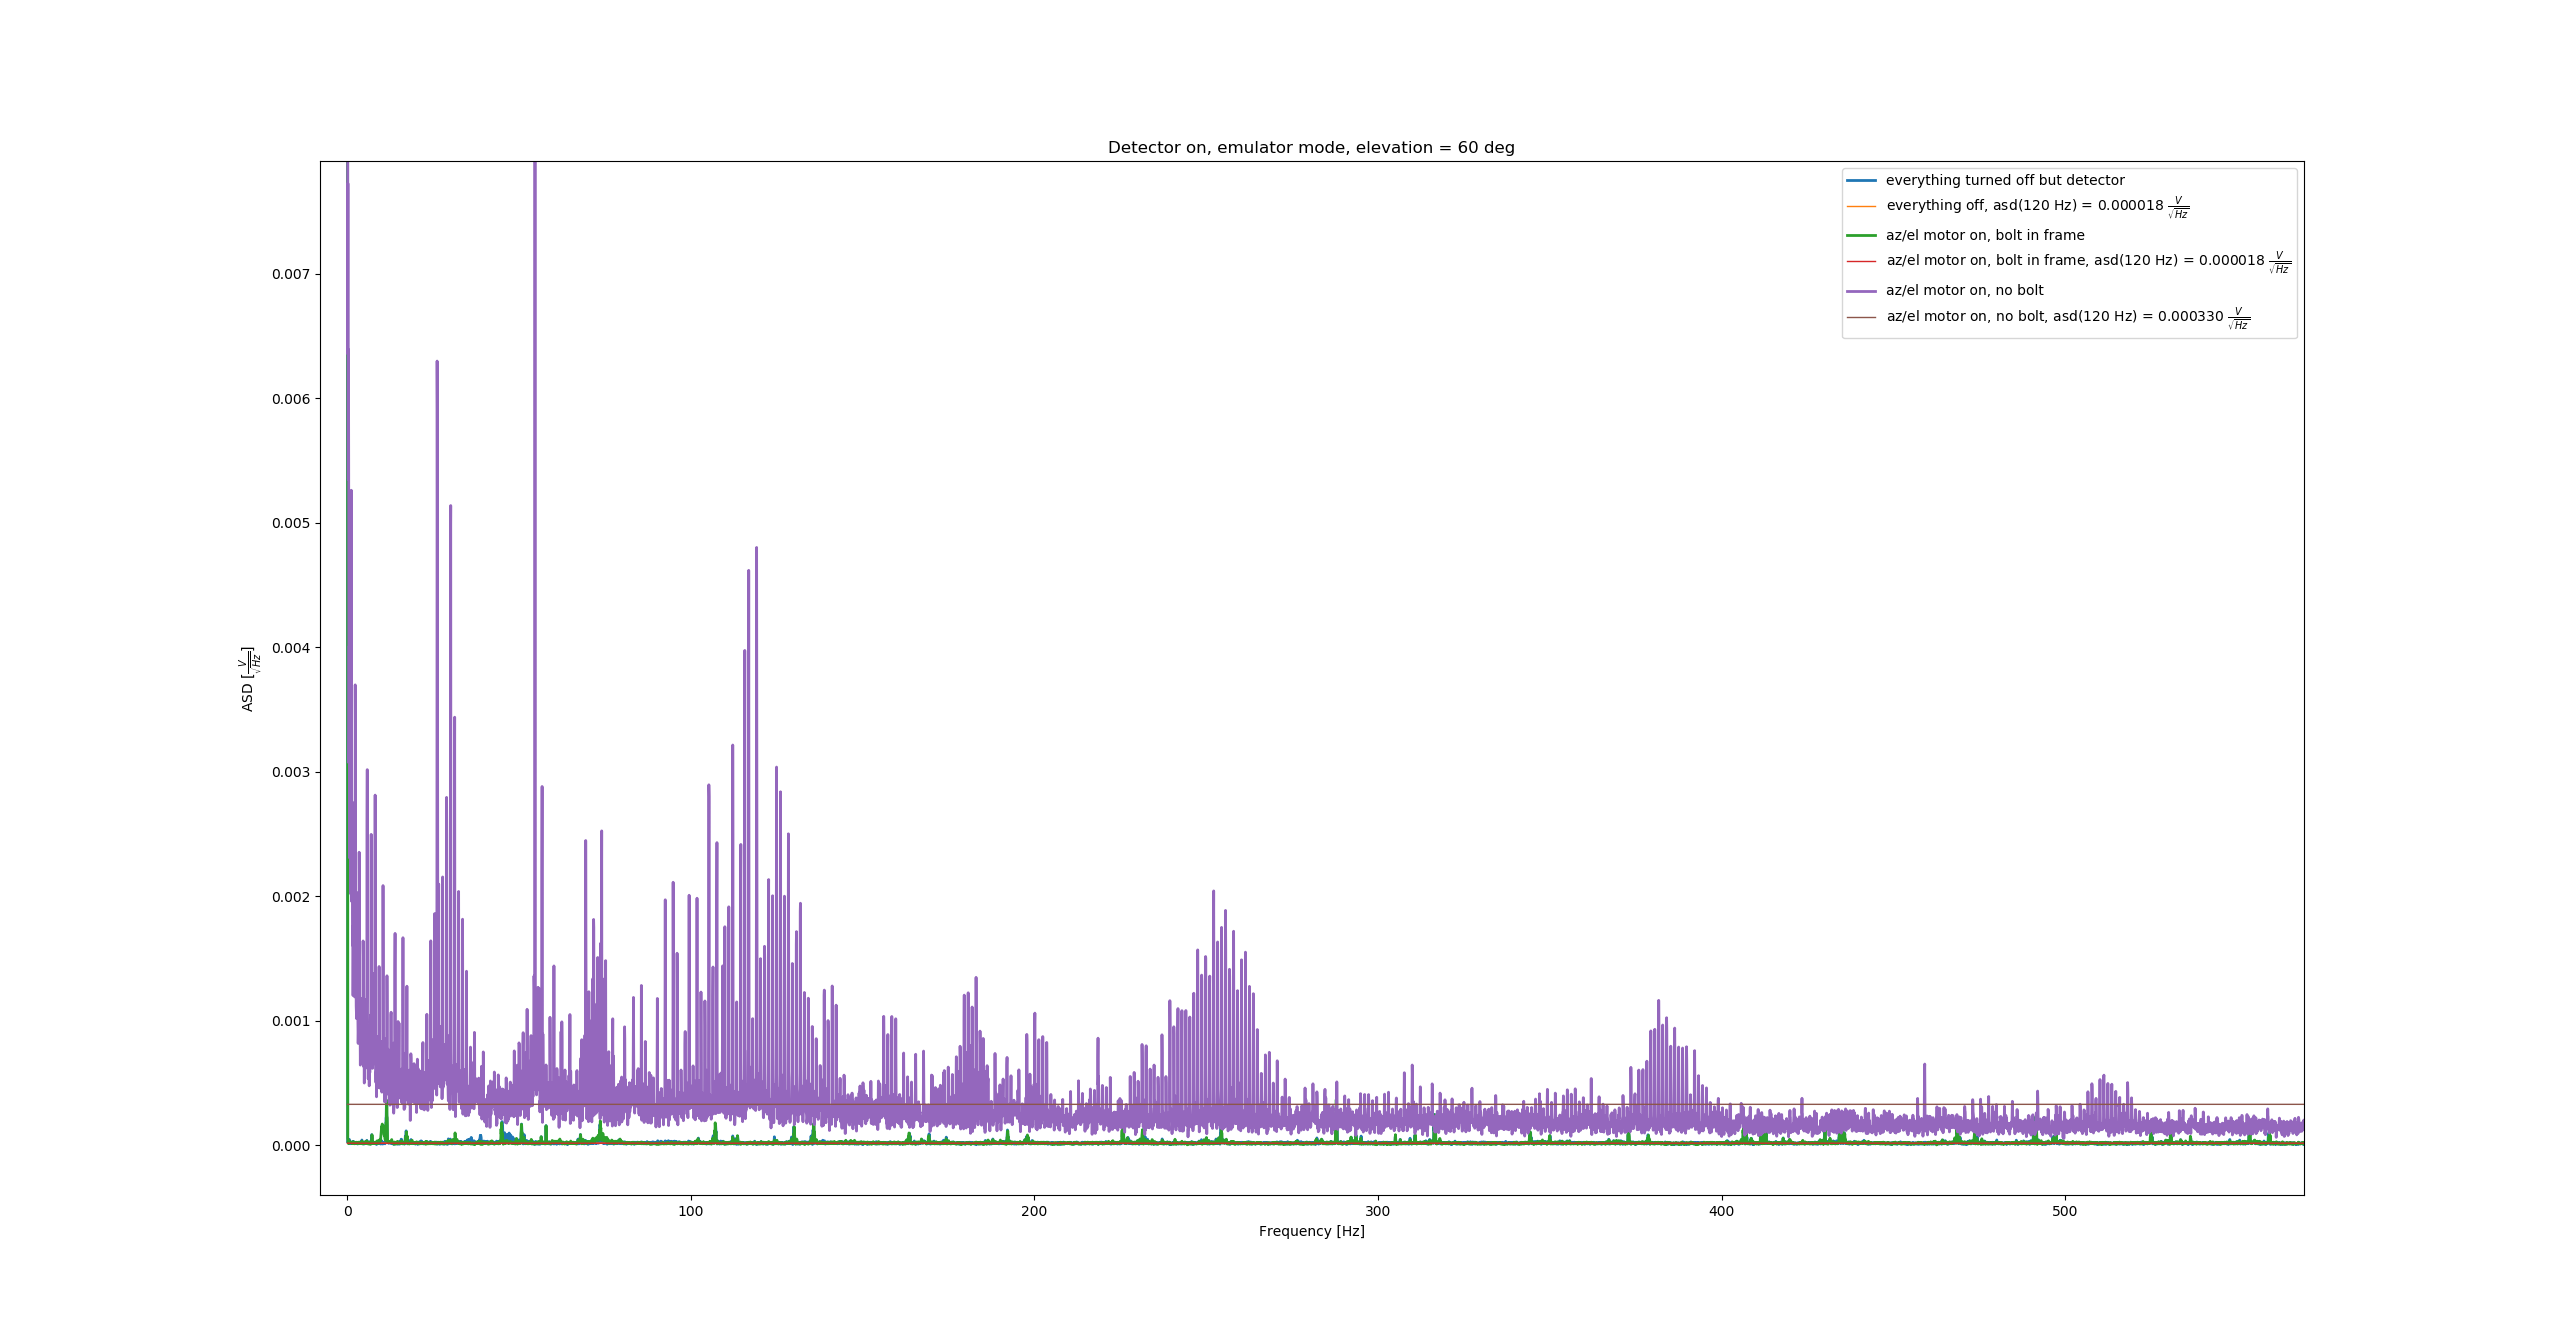 Detector on, emulator mode, elevation = 60 deg
everything turned off but detector
everything off, asd(120 Hz) = 0.000018 V/√Hz
az/el motor on, bolt in frame
az/el motor on, bolt in frame, asd(120 Hz) = 0.000018 V/√Hz
az/el motor on, no bolt
az/el motor on, no bolt, asd(120 Hz) = 0.000330 V/√Hz
ASD [V/√Hz]
0.007
0.006
0.005
0.004
0.003
0.002
0.001
0.000
0 100 200 300 400 500
Frequency [Hz]